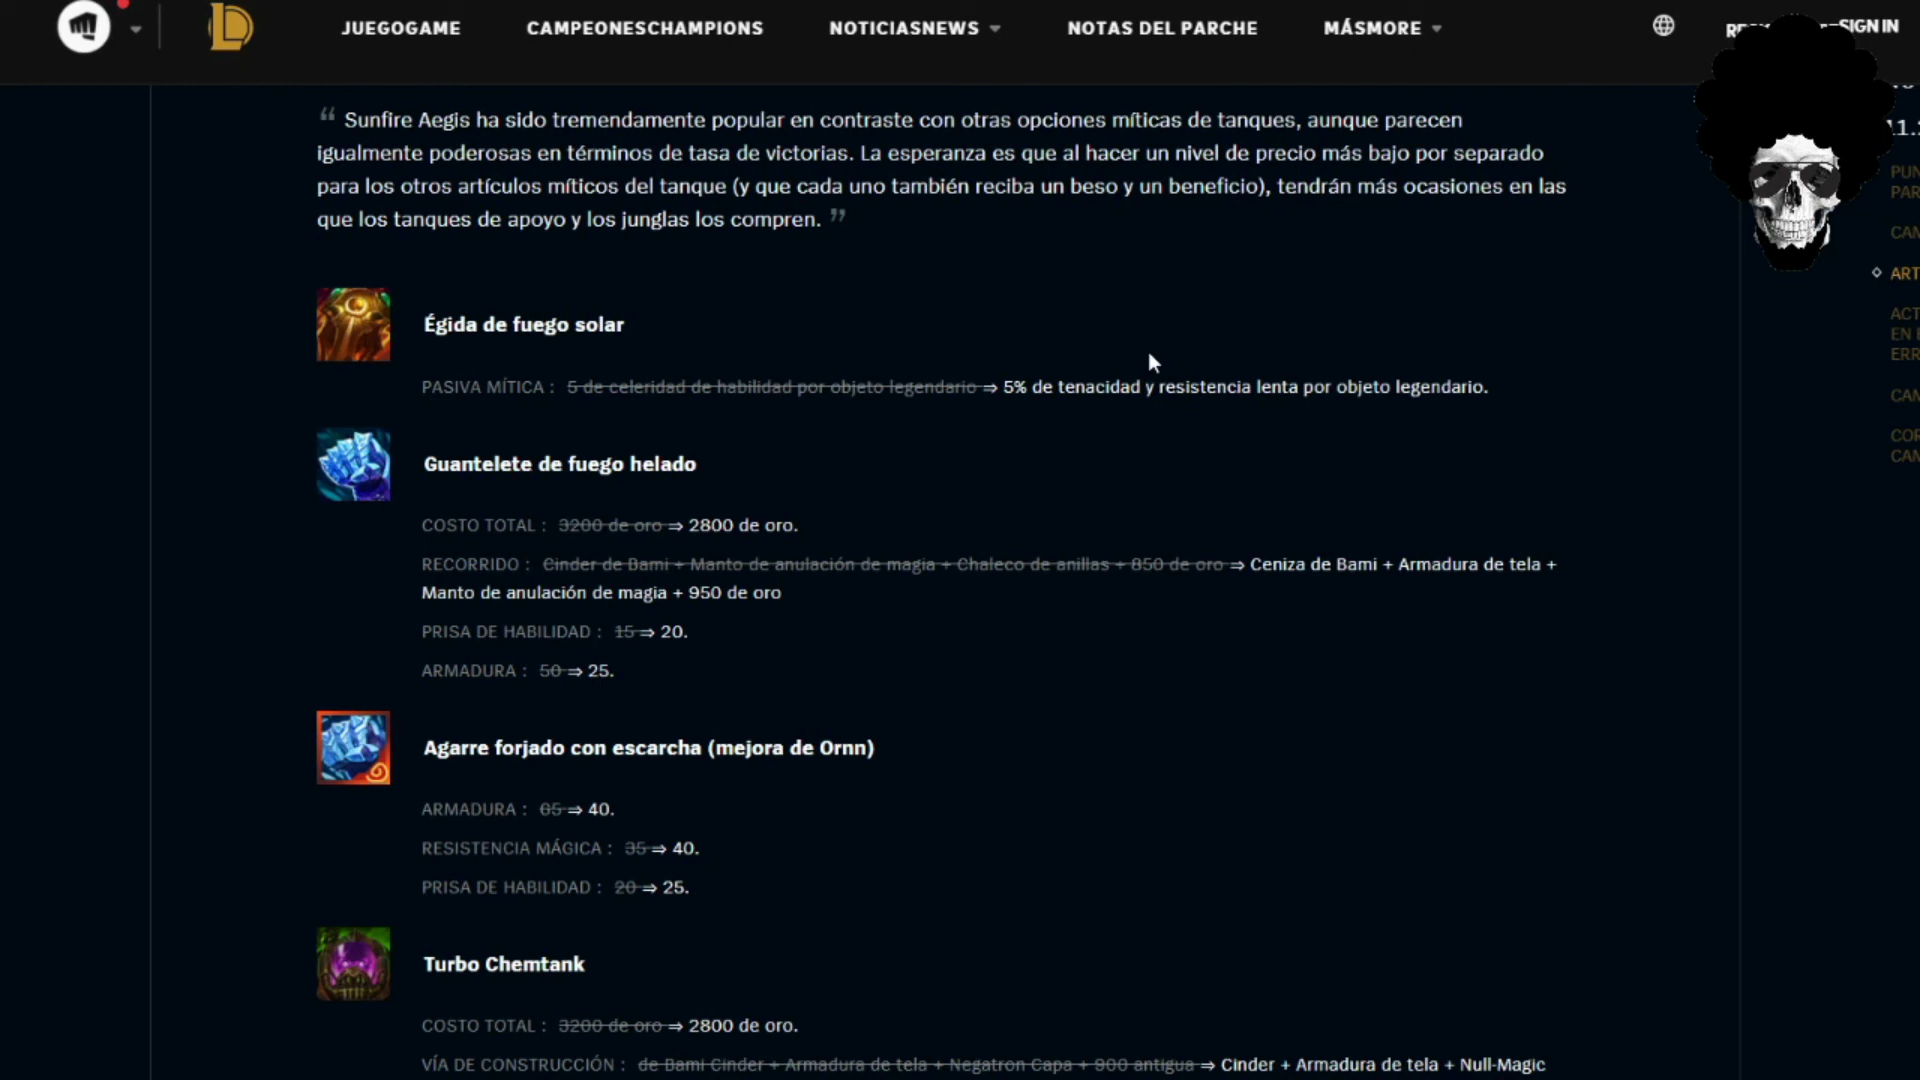 JUEGOGAME CAMPEONESCHAMPIONS NOTICIASNEWS NOTAS DEL PARCHE MÁSMORE SIGN IN
“ Sunfire Aegis ha sido tremendamente popular en contraste con otras opciones míticas de tanques, aunque parecen
igualmente poderosas en términos de tasa de victorias. La esperanza es que al hacer un nivel de precio más bajo por separado
para los otros artículos míticos del tanque (y que cada uno también reciba un beso y un beneficio), tendrán más ocasiones en las
que los tanques de apoyo y los junglas los compren. ”
PUN
PAR
CAM
◇ ART
ACT
EN
ERR
CAM
COR
CAM
Égida de fuego solar
PASIVA MÍTICA : 5 de celeridad de habilidad por objeto legendario ⇒ 5% de tenacidad y resistencia lenta por objeto legendario.
Guantelete de fuego helado
COSTO TOTAL : 3200 de oro ⇒ 2800 de oro.
RECORRIDO : Cinder de Bami + Manto de anulación de magia + Chaleco de anillas + 850 de oro ⇒ Ceniza de Bami + Armadura de tela +
Manto de anulación de magia + 950 de oro
PRISA DE HABILIDAD : 15 ⇒ 20.
ARMADURA : 50 ⇒ 25.
Agarre forjado con escarcha (mejora de Ornn)
ARMADURA : 65 ⇒ 40.
RESISTENCIA MÁGICA : 35 ⇒ 40.
PRISA DE HABILIDAD : 20 ⇒ 25.
Turbo Chemtank
COSTO TOTAL : 3200 de oro ⇒ 2800 de oro.
VÍA DE CONSTRUCCIÓN : de Bami Cinder + Armadura de tela + Negatron Capa + 900 antigua ⇒ Cinder + Armadura de tela + Null-Magic